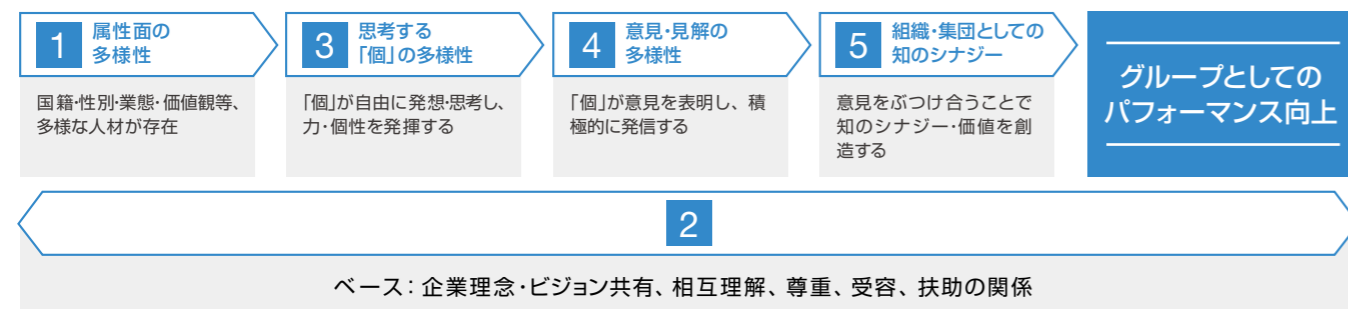 1
属性面の
多様性
国籍・性別・業態・価値観等、
多様な人材が存在
3
思考する
「個」の多様性
「個」が自由に発想・思考し、
力・個性を発揮する
4
意見・見解の
多様性
「個」が意見を表明し、積
極的に発信する
5
組織・集団としての
知のシナジー
意見をぶつけ合うことで
知のシナジー・価値を創
造する
グループとしての
パフォーマンス向上
2
ベース：企業理念・ビジョン共有、相互理解、尊重、受容、扶助の関係